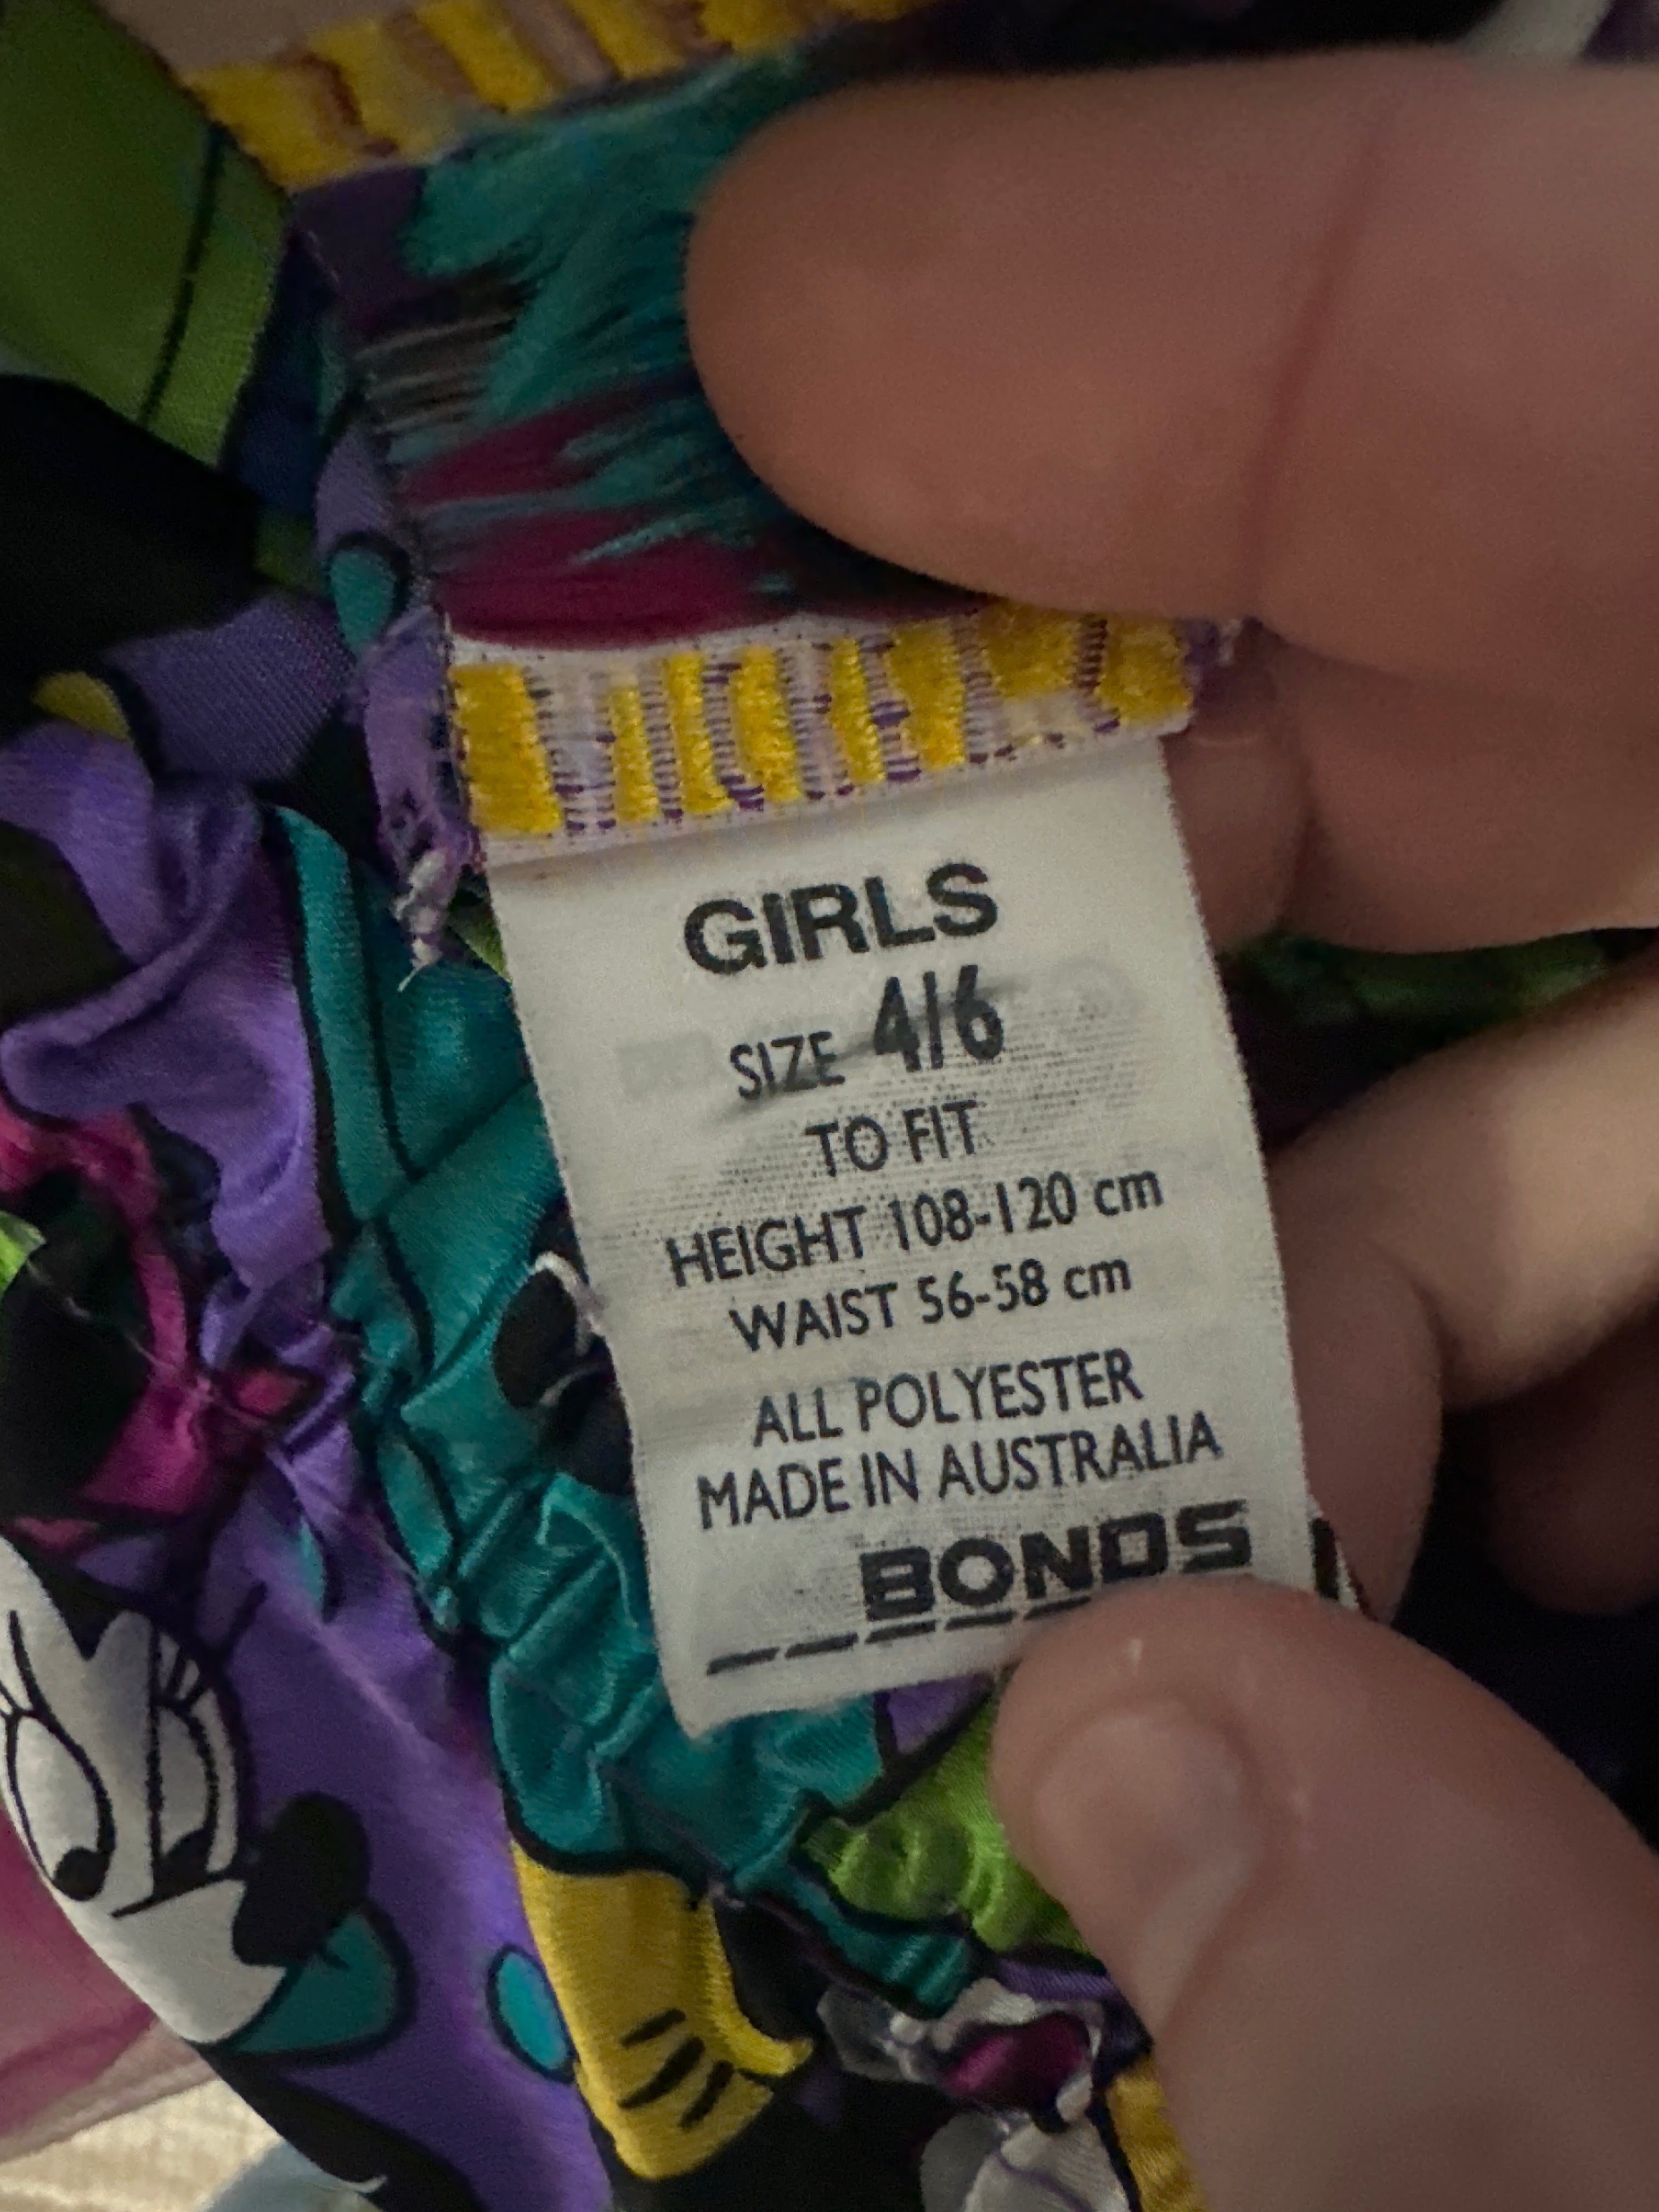 GIRLS
SIZE 4/6
TO FIT
HEIGHT 108-120 cm
WAIST 56-58 cm
ALL POLYESTER
MADE IN AUSTRALIA
BONDS